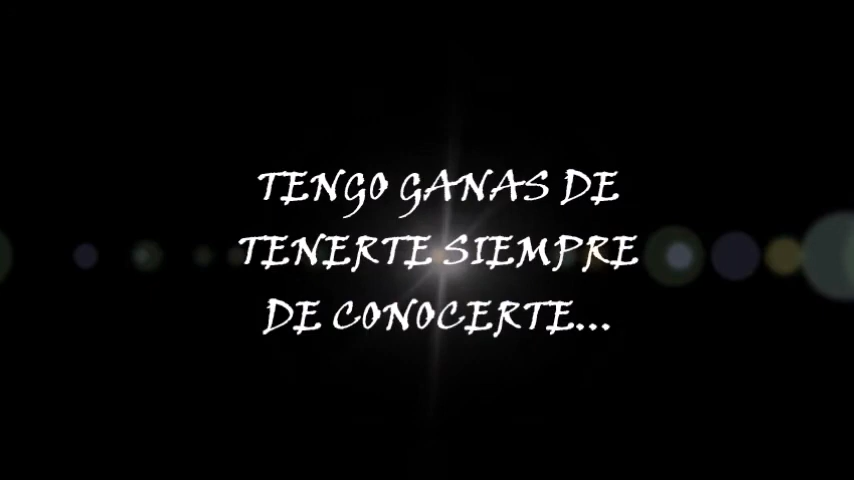 TENGO GANAS DE
TENERTE SIEMPRE
DE CONOCERTE...